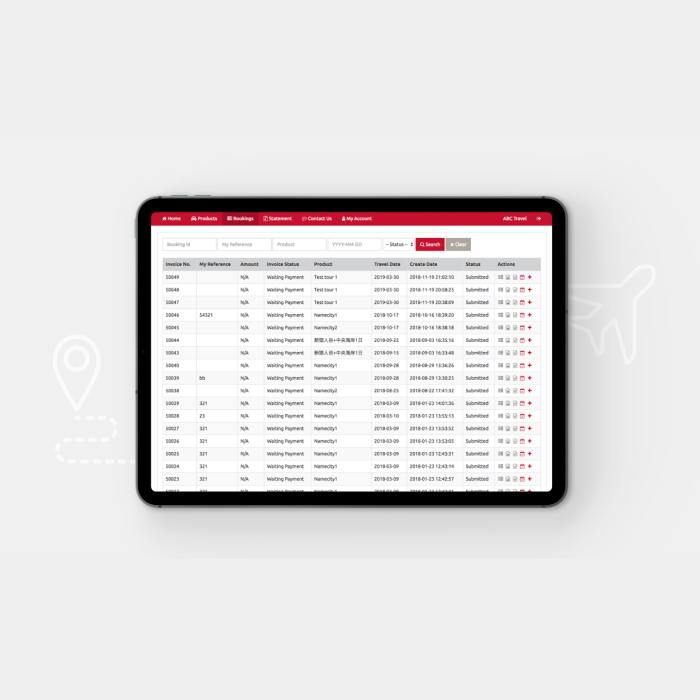 Home Products Bookings Statement Contact Us My Account ABC Travel
Booking Id My Reference Product YYYY-MM-DD -- Status -- Search Clear
Invoice No. My Reference Amount Invoice Status Product Travel Date Create Date Status Actions
S0049 N/A Waiting Payment Test tour 1 2019-03-30 2018-11-19 21:02:10 Submitted
S0048 N/A Waiting Payment Test tour 1 2019-03-30 2018-11-19 20:58:25 Submitted
S0047 N/A Waiting Payment Test tour 1 2019-03-30 2018-11-19 20:38:09 Submitted
S0046 54321 N/A Waiting Payment Namecity1 2018-10-17 2018-10-16 18:39:20 Submitted
S0045 N/A Waiting Payment Namecity2 2018-10-17 2018-10-16 18:38:18 Submitted
S0044 N/A Waiting Payment 2018-09-22 2018-09-03 16:35:16 Submitted
S0043 N/A Waiting Payment 2018-09-15 2018-09-03 16:33:48 Submitted
S0040 N/A Waiting Payment Namecity1 2018-09-28 2018-08-29 13:36:26 Submitted
S0039 bb N/A Waiting Payment Namecity1 2018-09-28 2018-08-29 13:30:25 Submitted
S0038 N/A Waiting Payment Namecity2 2018-08-25 2018-08-22 17:41:32 Submitted
S0029 321 N/A Waiting Payment Namecity1 2018-03-09 2018-01-23 14:01:36 Submitted
S0028 23 N/A Waiting Payment Namecity1 2018-03-10 2018-01-23 13:55:13 Submitted
S0027 321 N/A Waiting Payment Namecity1 2018-03-09 2018-01-23 13:53:52 Submitted
S0026 321 N/A Waiting Payment Namecity1 2018-03-09 2018-01-23 13:53:05 Submitted
S0025 321 N/A Waiting Payment Namecity1 2018-03-09 2018-01-23 12:43:31 Submitted
S0024 321 N/A Waiting Payment Namecity1 2018-03-09 2018-01-23 12:43:14 Submitted
S0023 321 N/A Waiting Payment Namecity1 2018-03-09 2018-01-23 12:42:57 Submitted